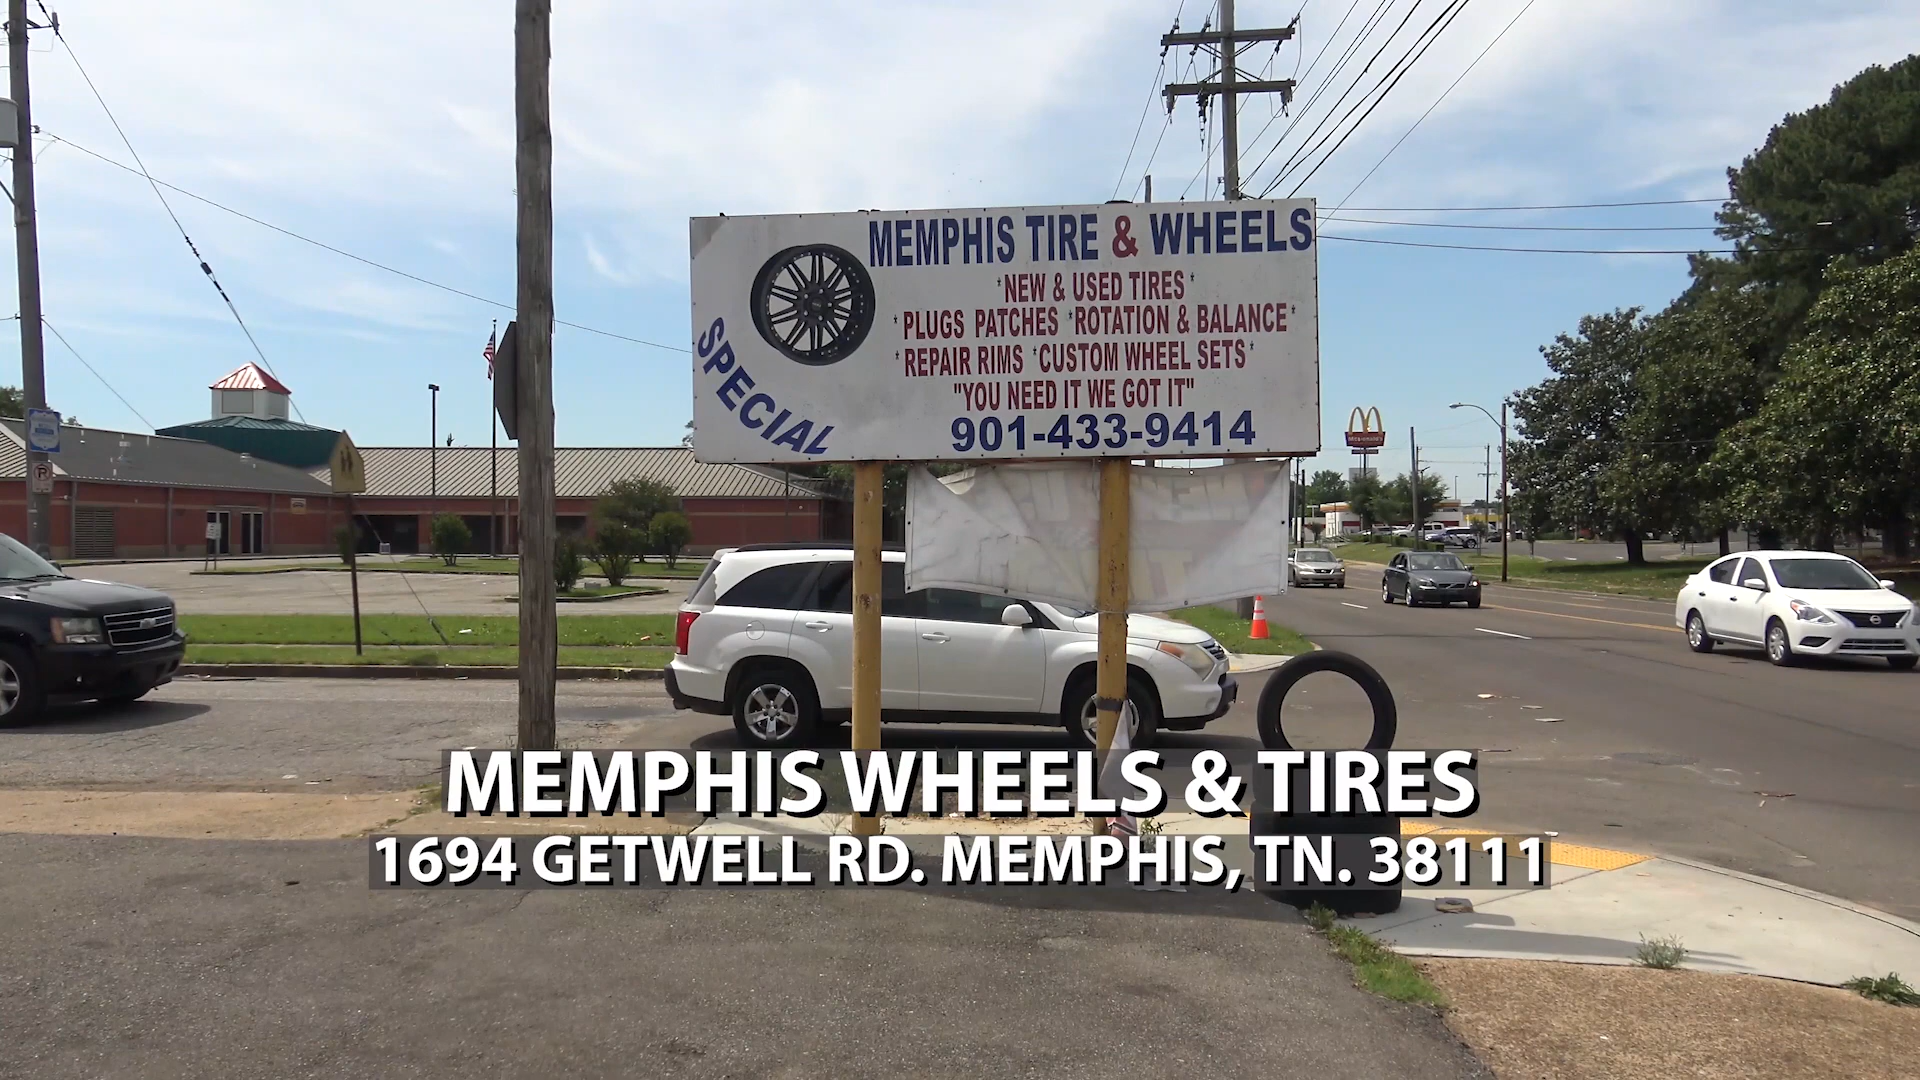 MEMPHIS TIRE & WHEELS
*NEW & USED TIRES*
*PLUGS PATCHES *ROTATION & BALANCE*
*REPAIR RIMS *CUSTOM WHEEL SETS*
"YOU NEED IT WE GOT IT"
901-433-9414
SPECIAL
McDonald's
MEMPHIS WHEELS & TIRES
1694 GETWELL RD. MEMPHIS, TN. 38111